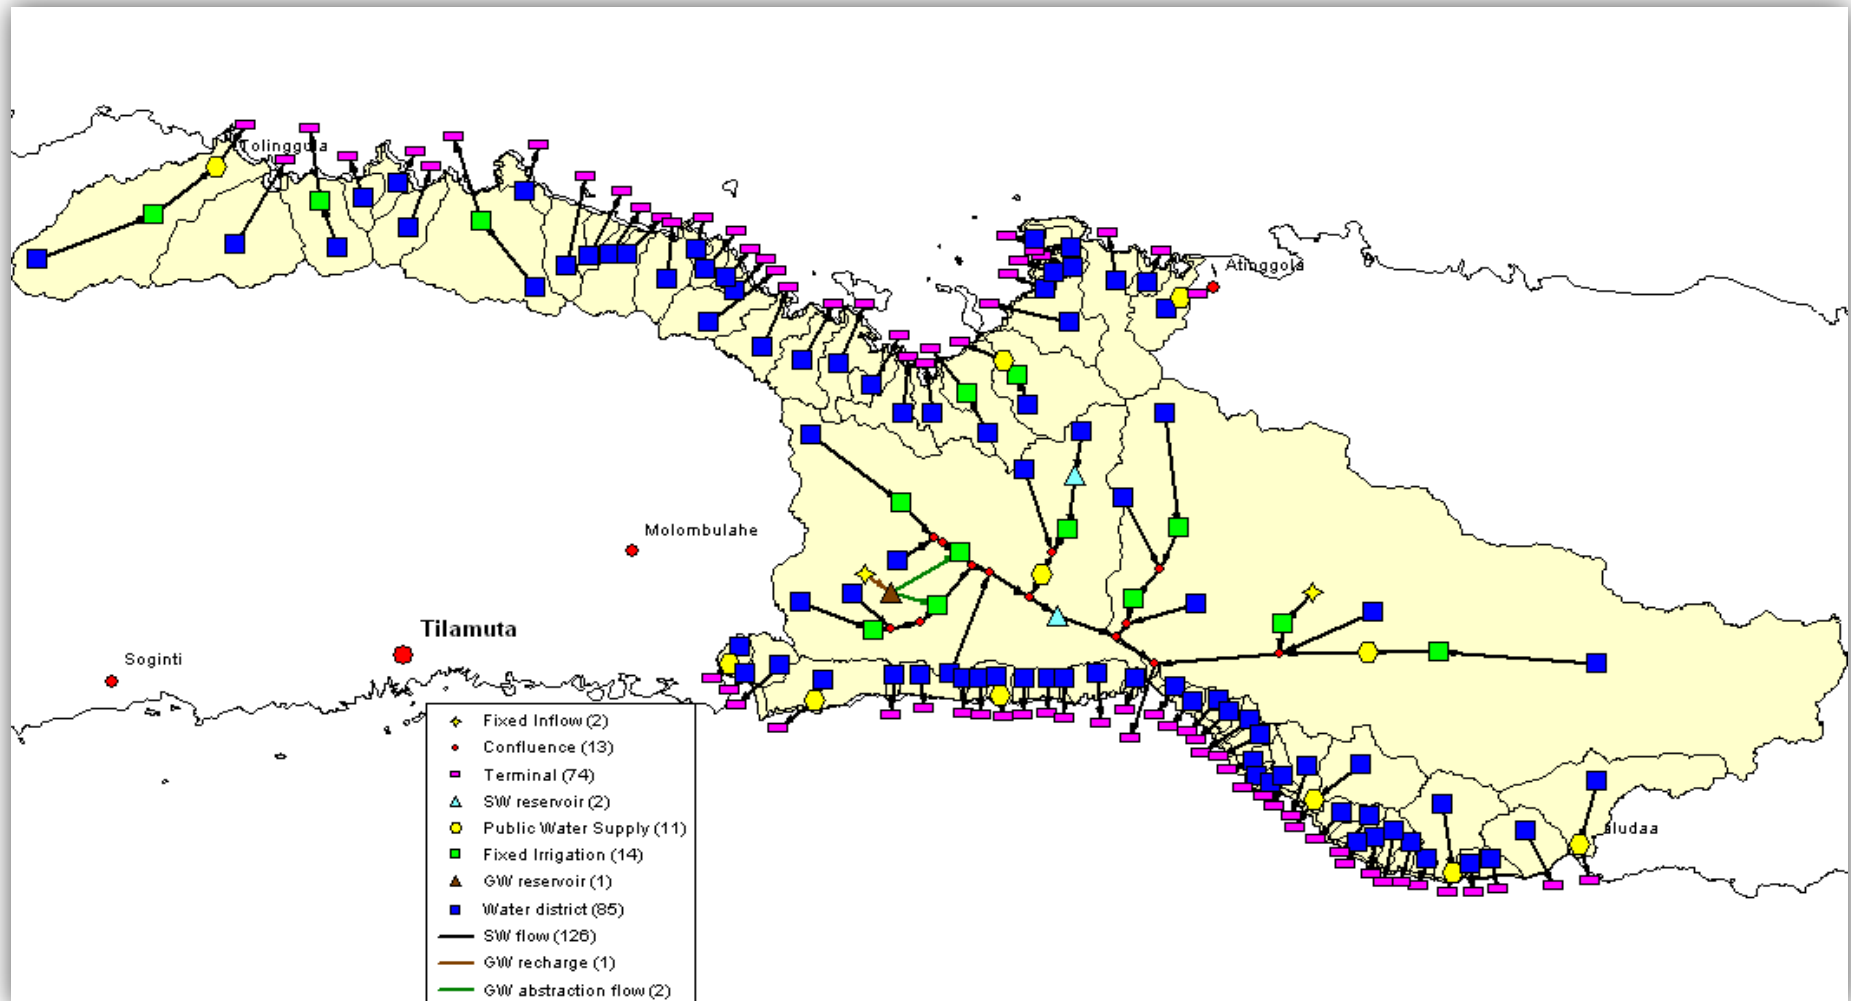 Tolinggula
Atinggola
Molombulahe
Tilamuta
Soginti
Fixed Inflow (2)
Confluence (13)
Terminal (74)
SW reservoir (2)
Public Water Supply (11)
Fixed Irrigation (14)
GW reservoir (1)
Water district (85)
SW flow (126)
GW recharge (1)
GW abstraction flow (2)